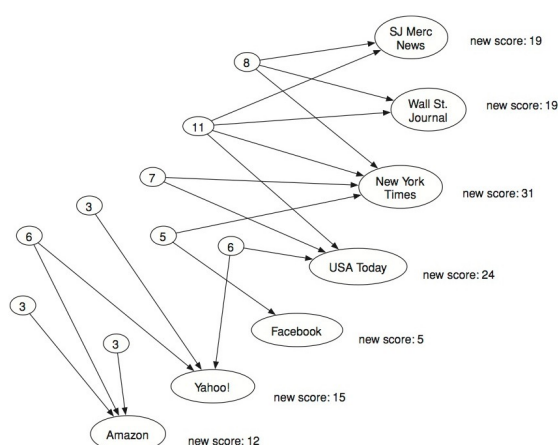 SJ Merc
News
new score: 19
8
Wall St.
Journal
new score: 19
11
7
New York
Times
new score: 31
3
6
5
6
USA Today
new score: 24
3
Facebook
new score: 5
3
Yahoo!
new score: 15
Amazon
new score: 12